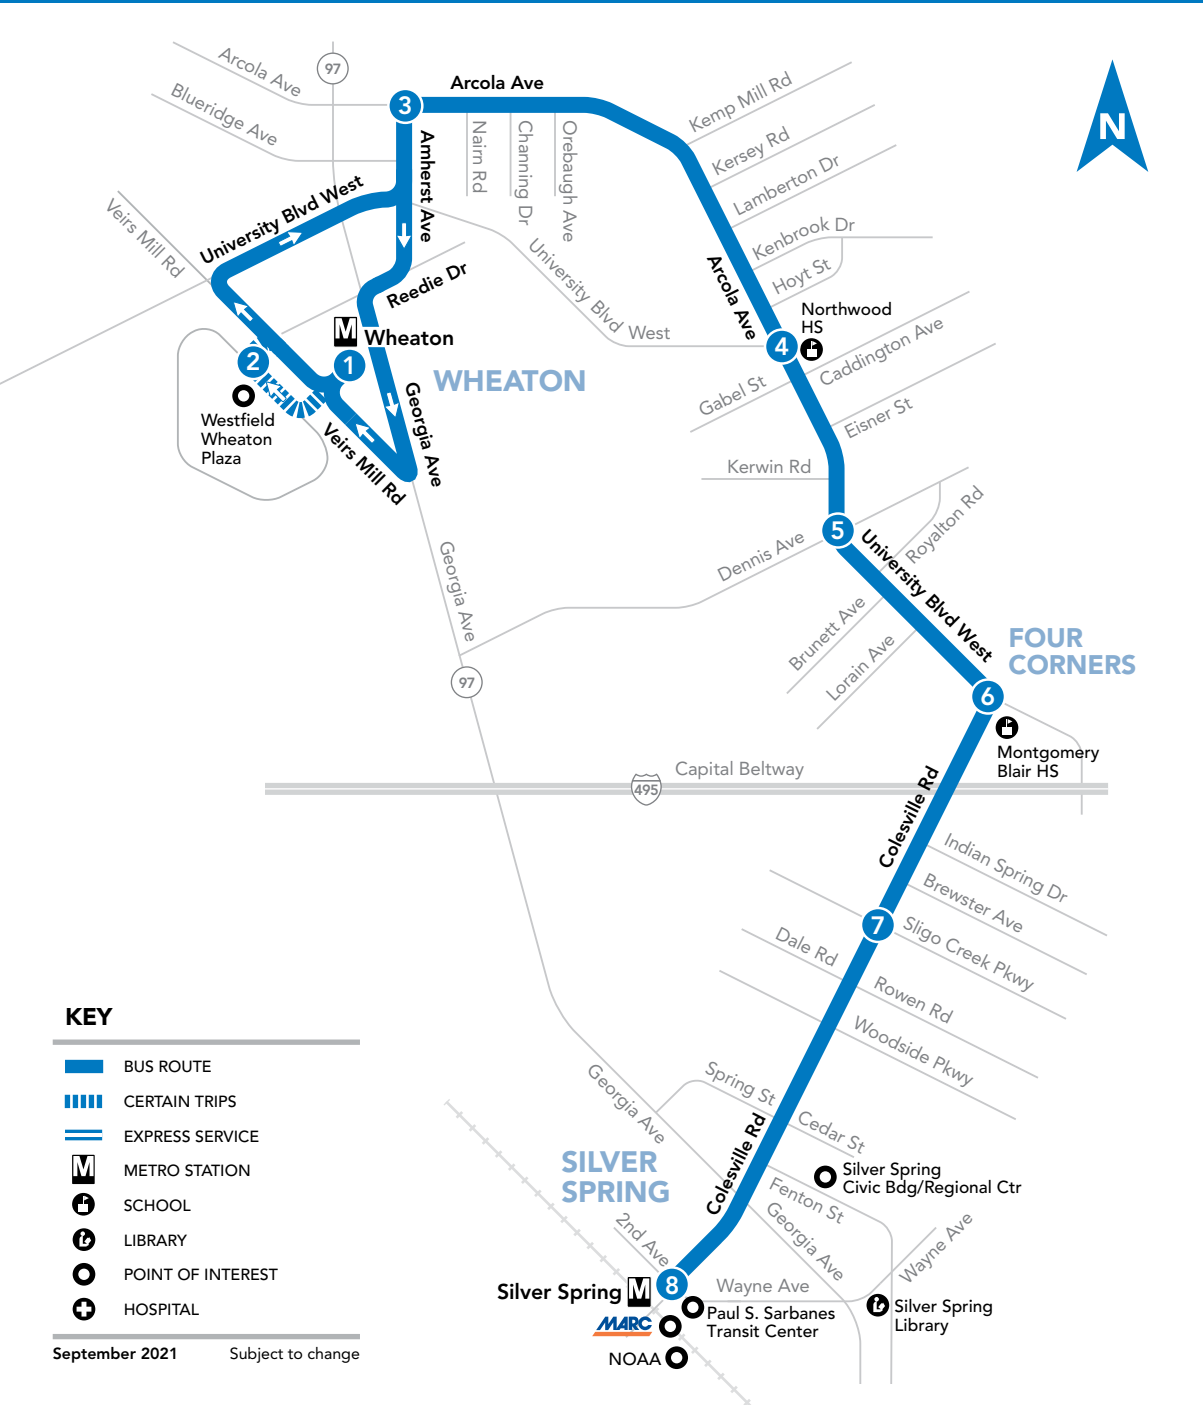 97
Arcola Ave
Blueridge Ave
3
Arcola Ave
Kemp Mill Rd
N
Kersey Rd
Lamberton Dr
Kenbrook Dr
Hoyt St
Nairn Rd
Channing Dr
Orebaugh Ave
Amherst Ave
University Blvd West
Veirs Mill Rd
Reedie Dr
University Blvd
West
Arcola Ave
Northwood
HS
4
Caddington Ave
Gabel St
Eisner St
M
Wheaton
1
2
WHEATON
Westfield
Wheaton
Plaza
Georgia Ave
Veirs Mill Rd
Kerwin Rd
5
Royalton Rd
Dennis Ave
University Blvd West
Georgia Ave
Brunett Ave
Lorain Ave
FOUR
CORNERS
97
6
Montgomery
Blair HS
Capital Beltway
495
Colesville Rd
Indian Spring Dr
Brewster Ave
7
Sligo Creek Pkwy
Dale Rd
Rowen Rd
Woodside Pkwy
Georgia Ave
Spring St
Cedar St
Colesville Rd
SILVER
SPRING
Silver Spring
Civic Bdg/Regional Ctr
Fenton St
Georgia Ave
2nd Ave
Wayne Ave
Silver Spring
M
8
Wayne Ave
Paul S. Sarbanes
Transit Center
Silver Spring
Library
MARC
NOAA
KEY
BUS ROUTE
CERTAIN TRIPS
EXPRESS SERVICE
M
METRO STATION
SCHOOL
LIBRARY
POINT OF INTEREST
HOSPITAL
September 2021
Subject to change